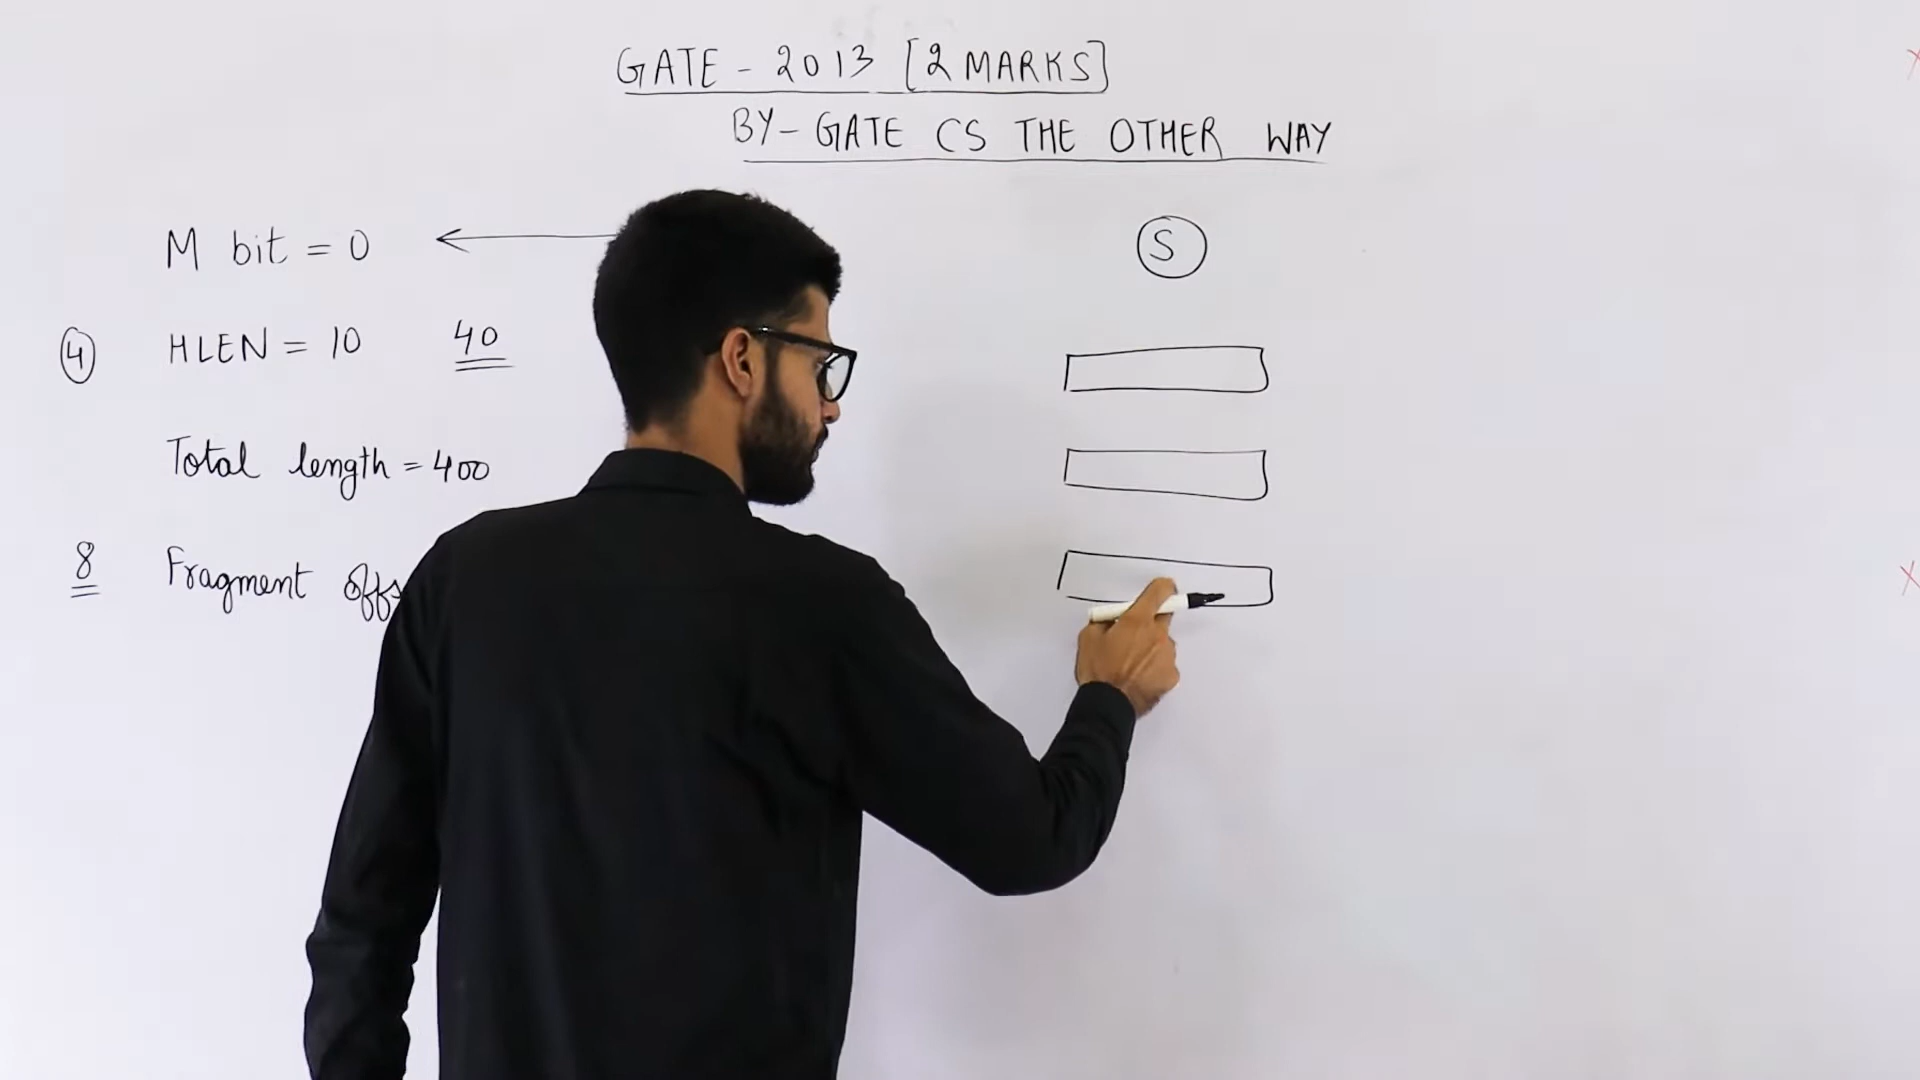 GATE - 2013 [2 MARKS]
BY - GATE CS THE OTHER WAY
M bit = 0
S
4 HLEN = 10 40
Total length = 400
8 Fragment